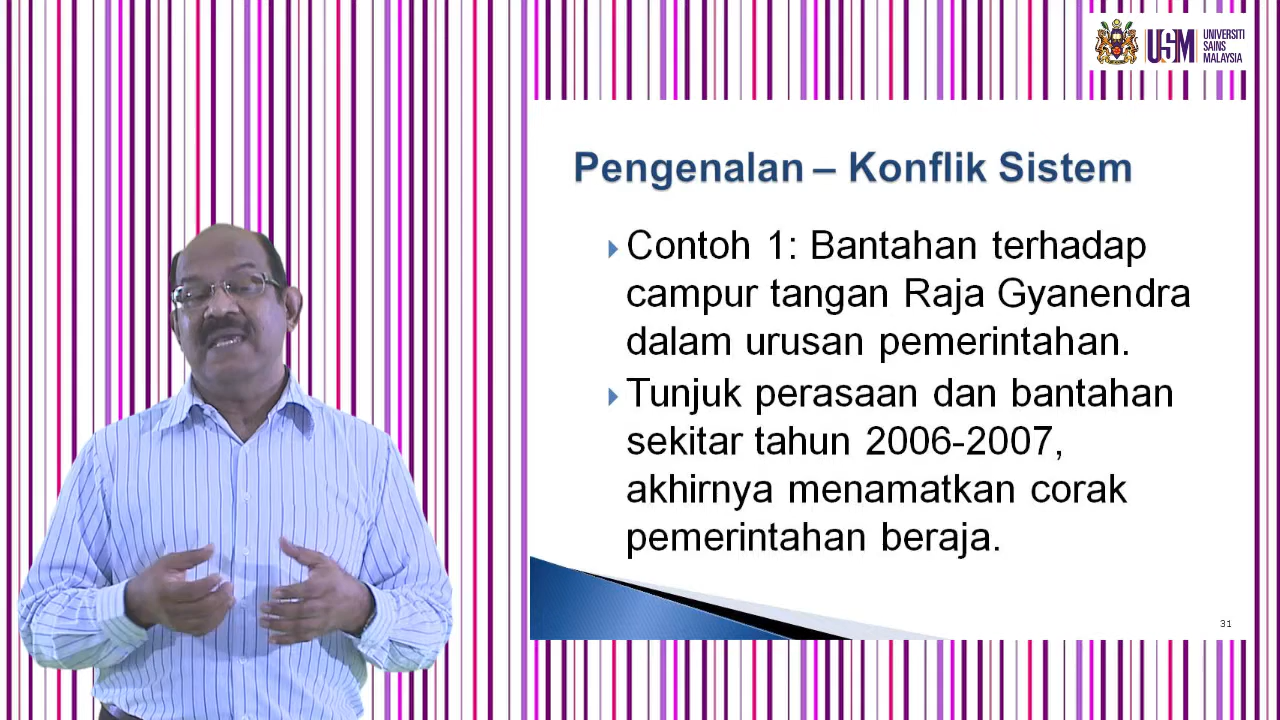 USM
UNIVERSITI
SAINS
MALAYSIA
Pengenalan – Konflik Sistem
Contoh 1: Bantahan terhadap
campur tangan Raja Gyanendra
dalam urusan pemerintahan.
Tunjuk perasaan dan bantahan
sekitar tahun 2006-2007,
akhirnya menamatkan corak
pemerintahan beraja.
31